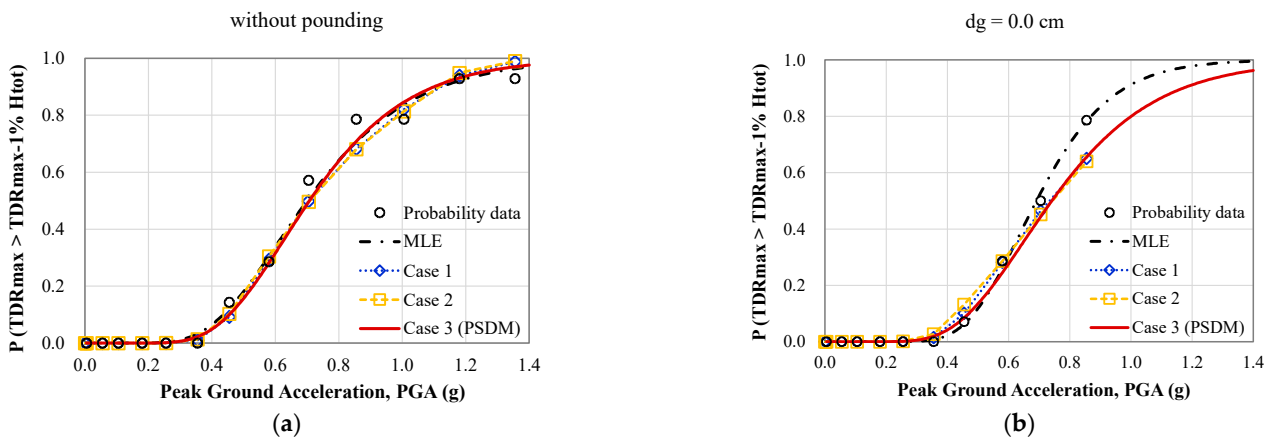 without pounding
P (TDRmax > TDRmax-1% Htot)
1.0
0.8
0.6
0.4
0.2
0.0
Probability data
MLE
Case 1
Case 2
Case 3 (PSDM)
0.0 0.2 0.4 0.6 0.8 1.0 1.2 1.4
Peak Ground Acceleration, PGA (g)
(a)
dg = 0.0 cm
P (TDRmax > TDRmax-1% Htot)
1.0
0.8
0.6
0.4
0.2
0.0
Probability data
MLE
Case 1
Case 2
Case 3 (PSDM)
0.0 0.2 0.4 0.6 0.8 1.0 1.2 1.4
Peak Ground Acceleration, PGA (g)
(b)